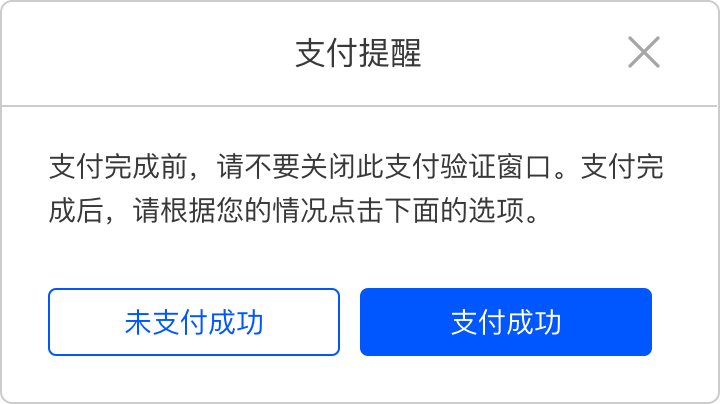 支付提醒
支付完成前，请不要关闭此支付验证窗口。支付完
成后，请根据您的情况点击下面的选项。
未支付成功
支付成功